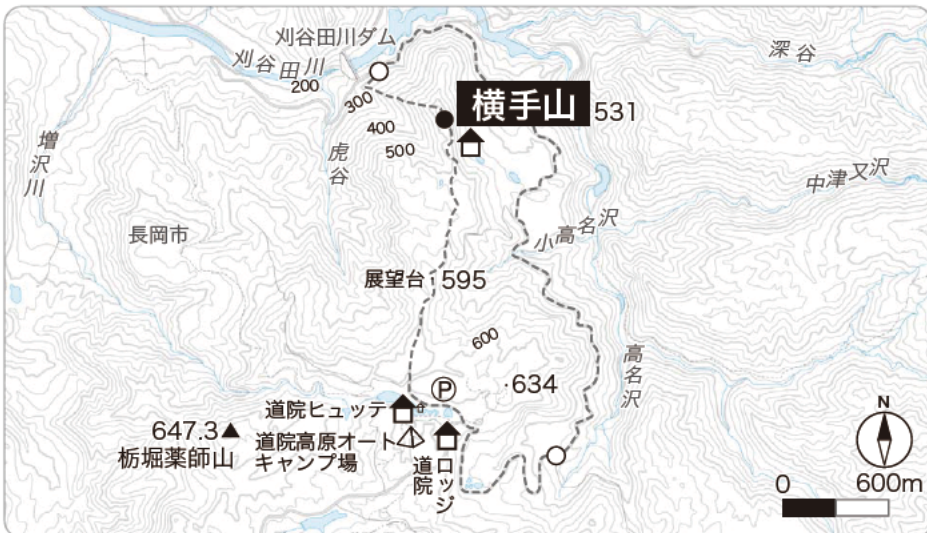 刈谷田川ダム
刈谷田川
200
300
400
500
横手山
531
深谷
増沢川
虎谷
中津又沢
小高名沢
長岡市
展望台
595
600
高名沢
P
634
道院ヒュッテ
647.3
栃堀薬師山
道院高原オート
キャンプ場
ロッジ
道院
N
0
600m